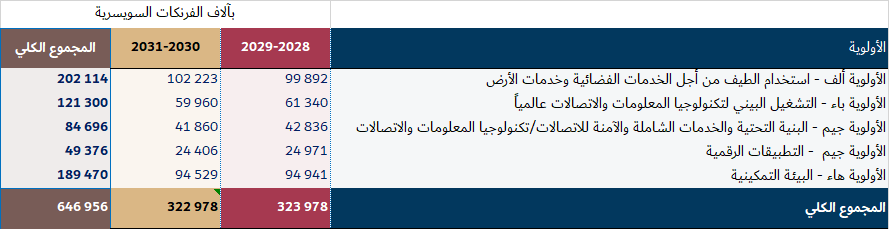 بآلاف الفرنكات السويسرية
الأولوية 2029-2028 2031-2030 المجموع الكلي
الأولوية ألف - استخدام الطيف من أجل الخدمات الفضائية وخدمات الأرض 99 892 102 223 202 114
الأولوية باء - التشغيل البيني لتكنولوجيا المعلومات والاتصالات عالمياً 61 340 59 960 121 300
الأولوية جيم - البنية التحتية والخدمات الشاملة والآمنة للاتصالات/تكنولوجيا المعلومات والاتصالات 42 836 41 860 84 696
الأولوية جيم - التطبيقات الرقمية 24 971 24 406 49 376
الأولوية هاء - البيئة التمكينية 94 941 94 529 189 470
المجموع الكلي 323 978 322 978 646 956